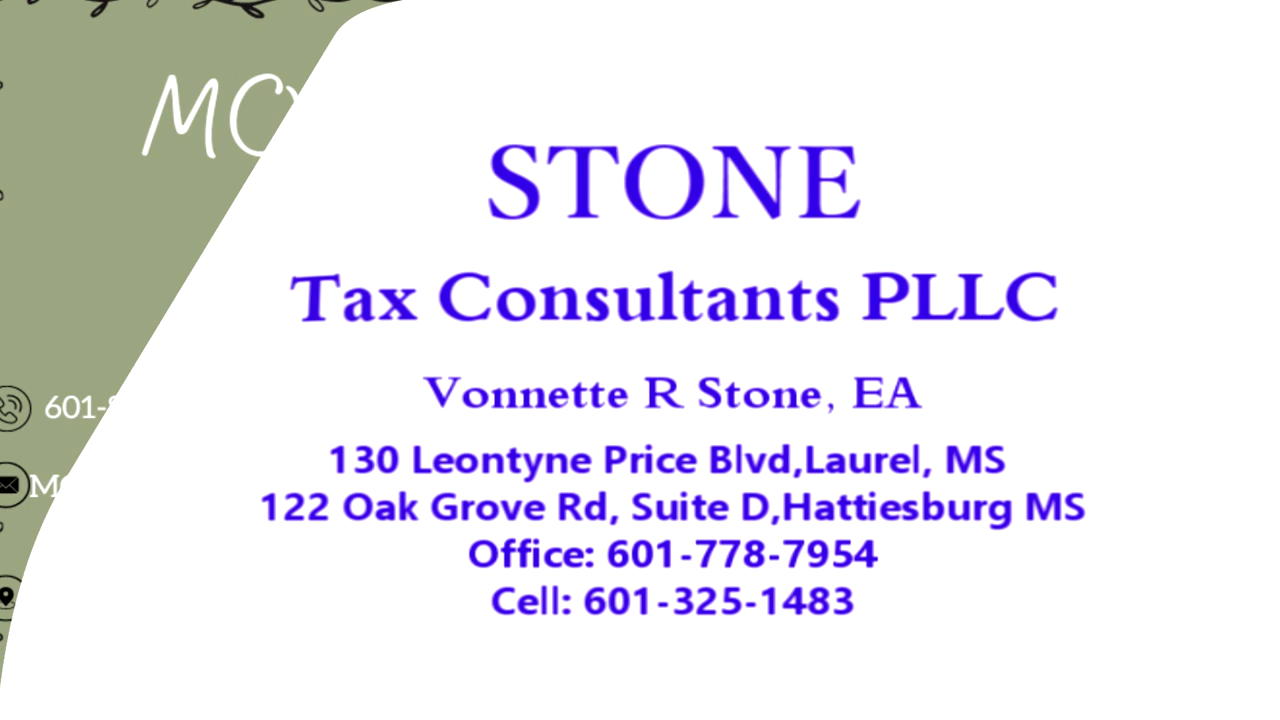 STONE
Tax Consultants PLLC
Vonnette R Stone, EA
130 Leontyne Price Blvd,Laurel, MS
122 Oak Grove Rd, Suite D,Hattiesburg MS
Office: 601-778-7954
Cell: 601-325-1483
601-